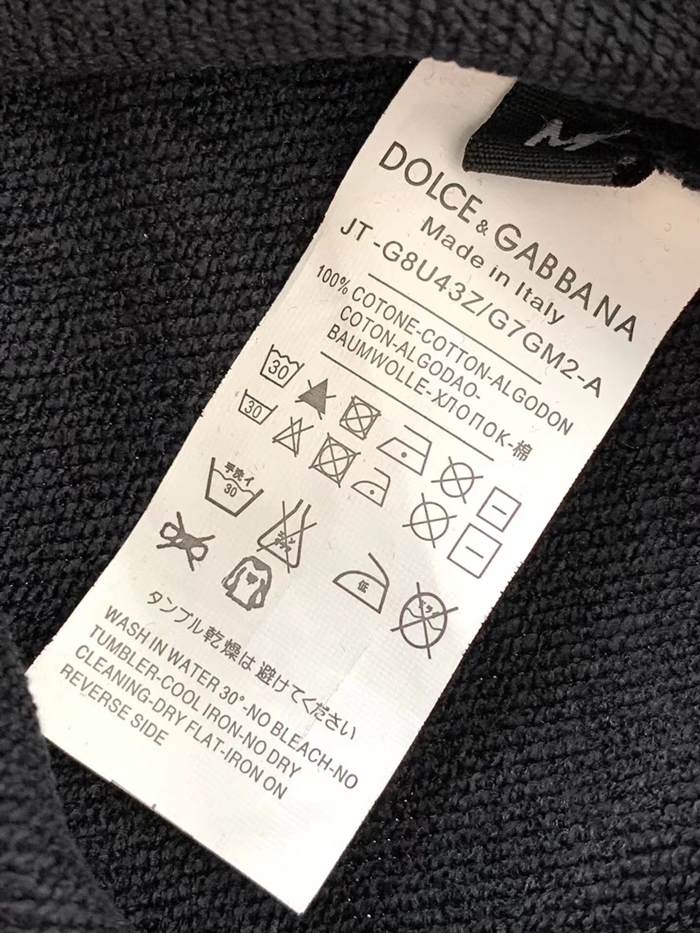 M
DOLCE & GABBANA
Made in Italy
JT-G8U43Z/G7GM2-A
100% COTONE-COTTON-ALGODON
COTON-ALGODAO-
BAUMWOLLE-ХЛОПОК-棉
30
30
手洗イ
30
低
タンブル乾燥は避けてください
WASH IN WATER 30°-NO BLEACH-NO
TUMBLER-COOL IRON-NO DRY
CLEANING-DRY FLAT-IRON ON
REVERSE SIDE